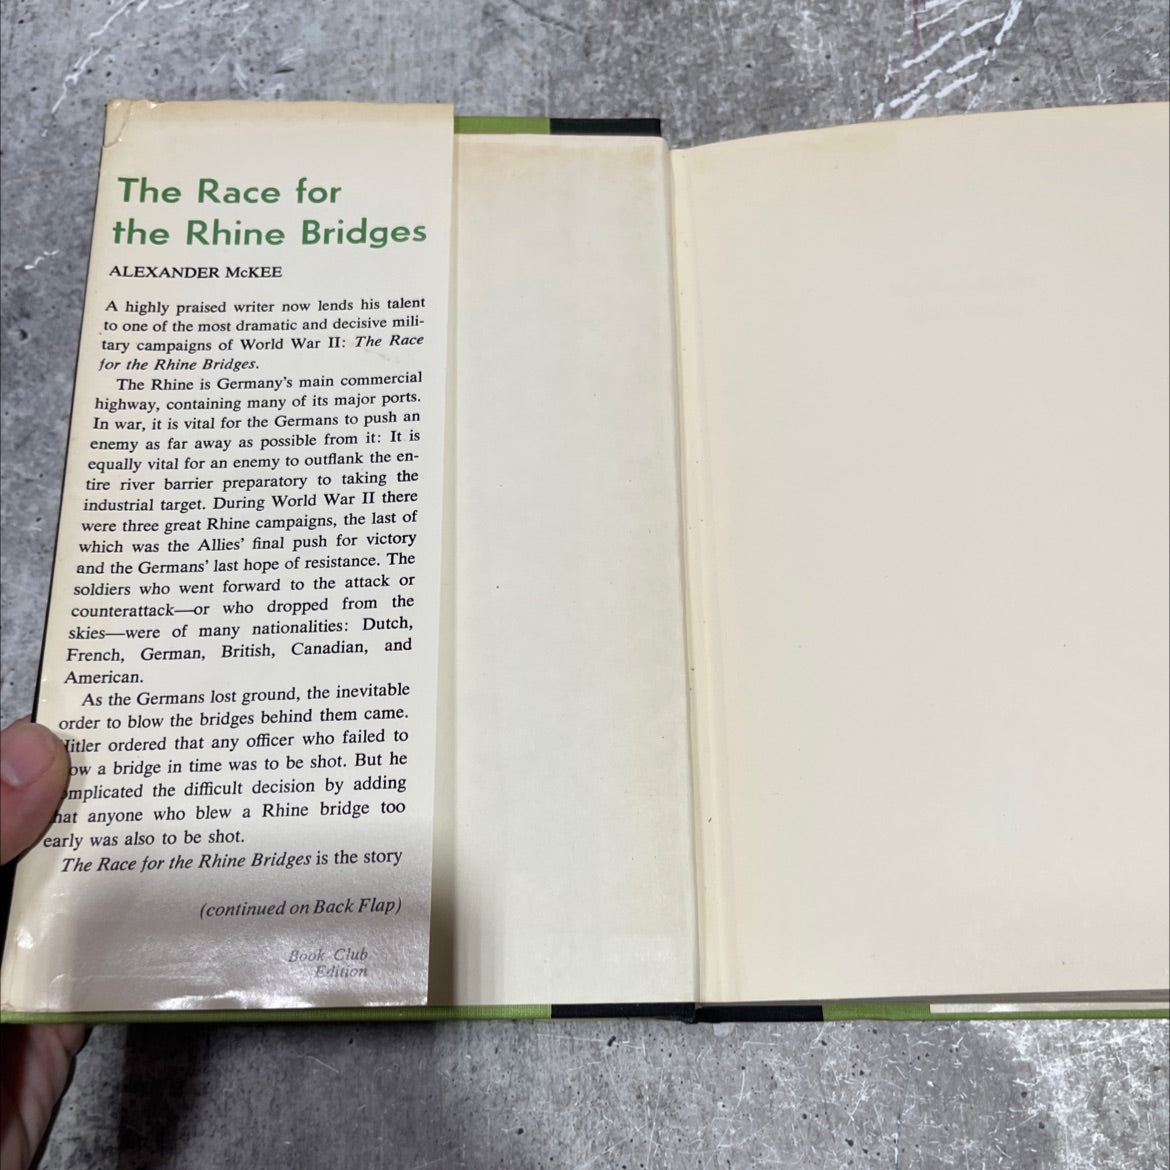 The Race for
the Rhine Bridges
ALEXANDER McKEE
A highly praised writer now lends his talent
to one of the most dramatic and decisive mili-
tary campaigns of World War II: The Race
for the Rhine Bridges.
The Rhine is Germany's main commercial
highway, containing many of its major ports.
In war, it is vital for the Germans to push an
enemy as far away as possible from it: It is
equally vital for an enemy to outflank the en-
tire river barrier preparatory to taking the
industrial target. During World War II there
were three great Rhine campaigns, the last of
which was the Allies' final push for victory
and the Germans' last hope of resistance. The
soldiers who went forward to the attack or
counterattack—or who dropped from the
skies—were of many nationalities: Dutch,
French, German, British, Canadian, and
American.
As the Germans lost ground, the inevitable
order to blow the bridges behind them came.
Hitler ordered that any officer who failed to
ow a bridge in time was to be shot. But he
omplicated the difficult decision by adding
hat anyone who blew a Rhine bridge too
early was also to be shot.
The Race for the Rhine Bridges is the story
(continued on Back Flap)
Book Club
Edition